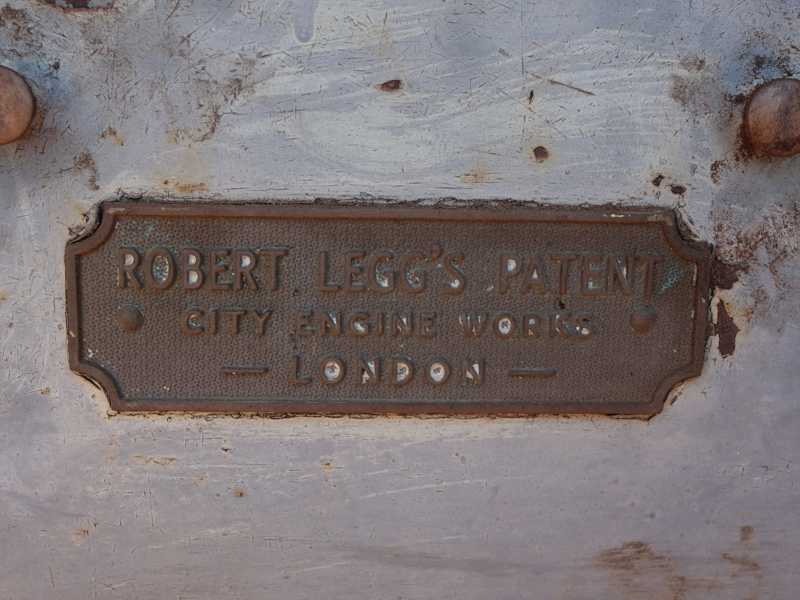 ROBERT LEGG'S PATENT
CITY ENGINE WORKS
— LONDON —